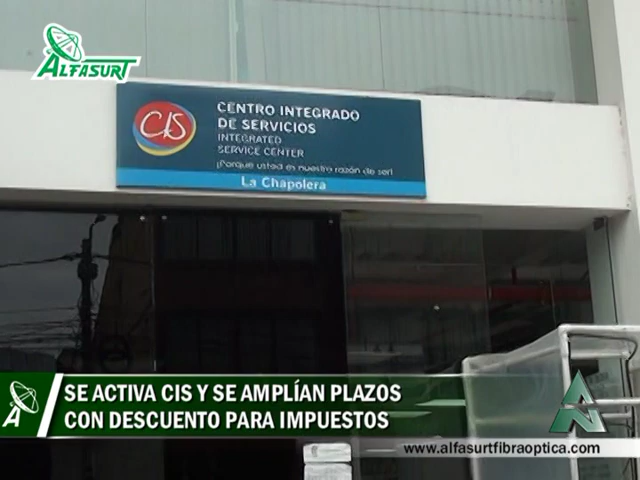 ALFASURT
CIS
CENTRO INTEGRADO
DE SERVICIOS
INTEGRATED
SERVICE CENTER
¡Porque usted es nuestra razón de ser!
La Chapolera
SE ACTIVA CIS Y SE AMPLÍAN PLAZOS
CON DESCUENTO PARA IMPUESTOS
www.alfasurtfibraoptica.com